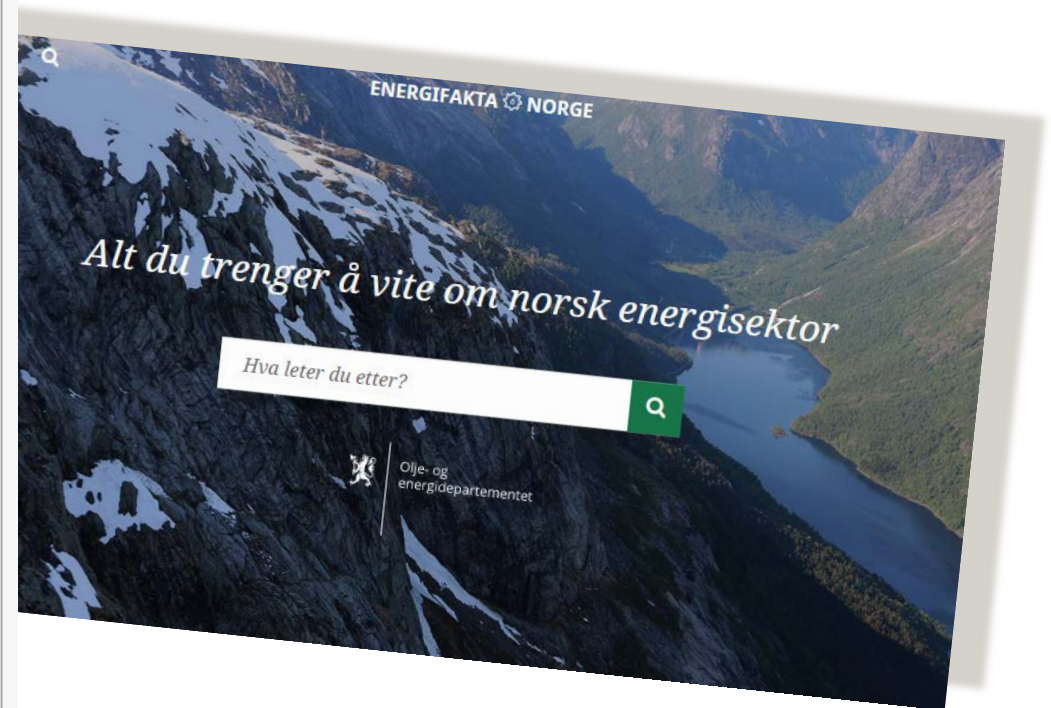 ENERGIFAKTA NORGE
Alt du trenger å vite om norsk energisektor
Hva leter du etter?
Olje- og
energidepartementet